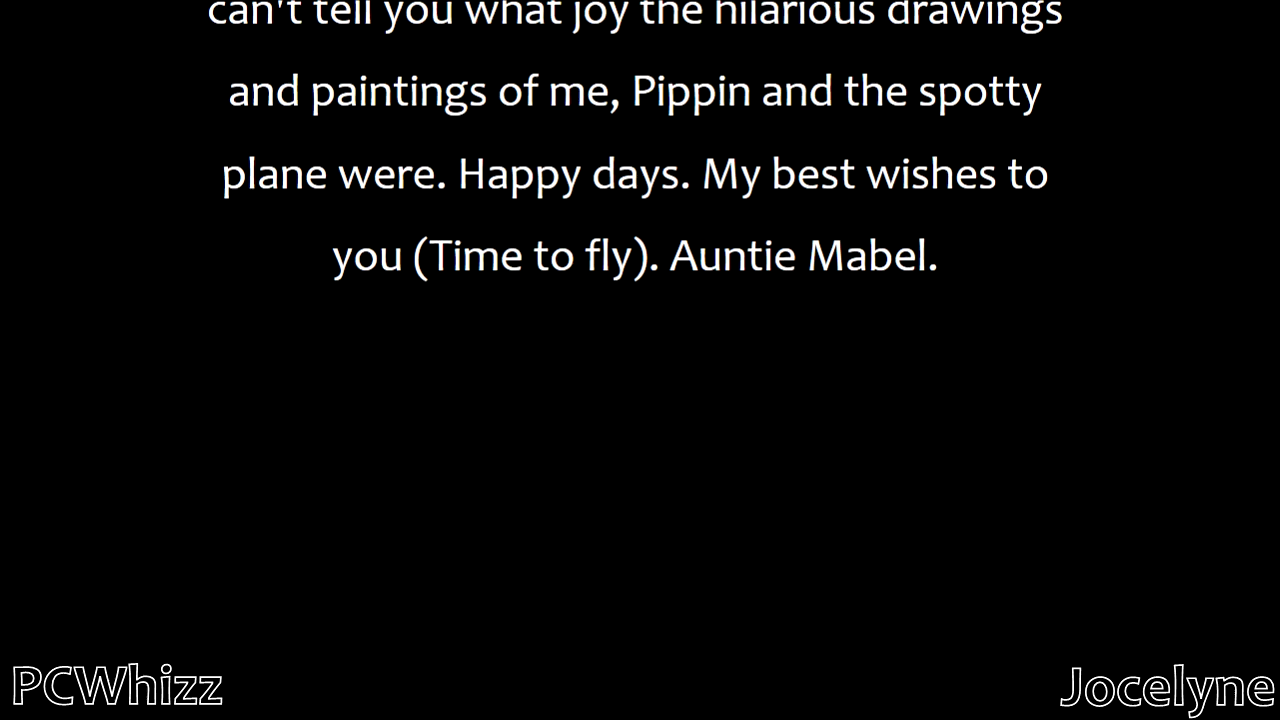 can't tell you what joy the hilarious drawings
and paintings of me, Pippin and the spotty
plane were. Happy days. My best wishes to
you (Time to fly). Auntie Mabel.
PCWhizz
Jocelyne